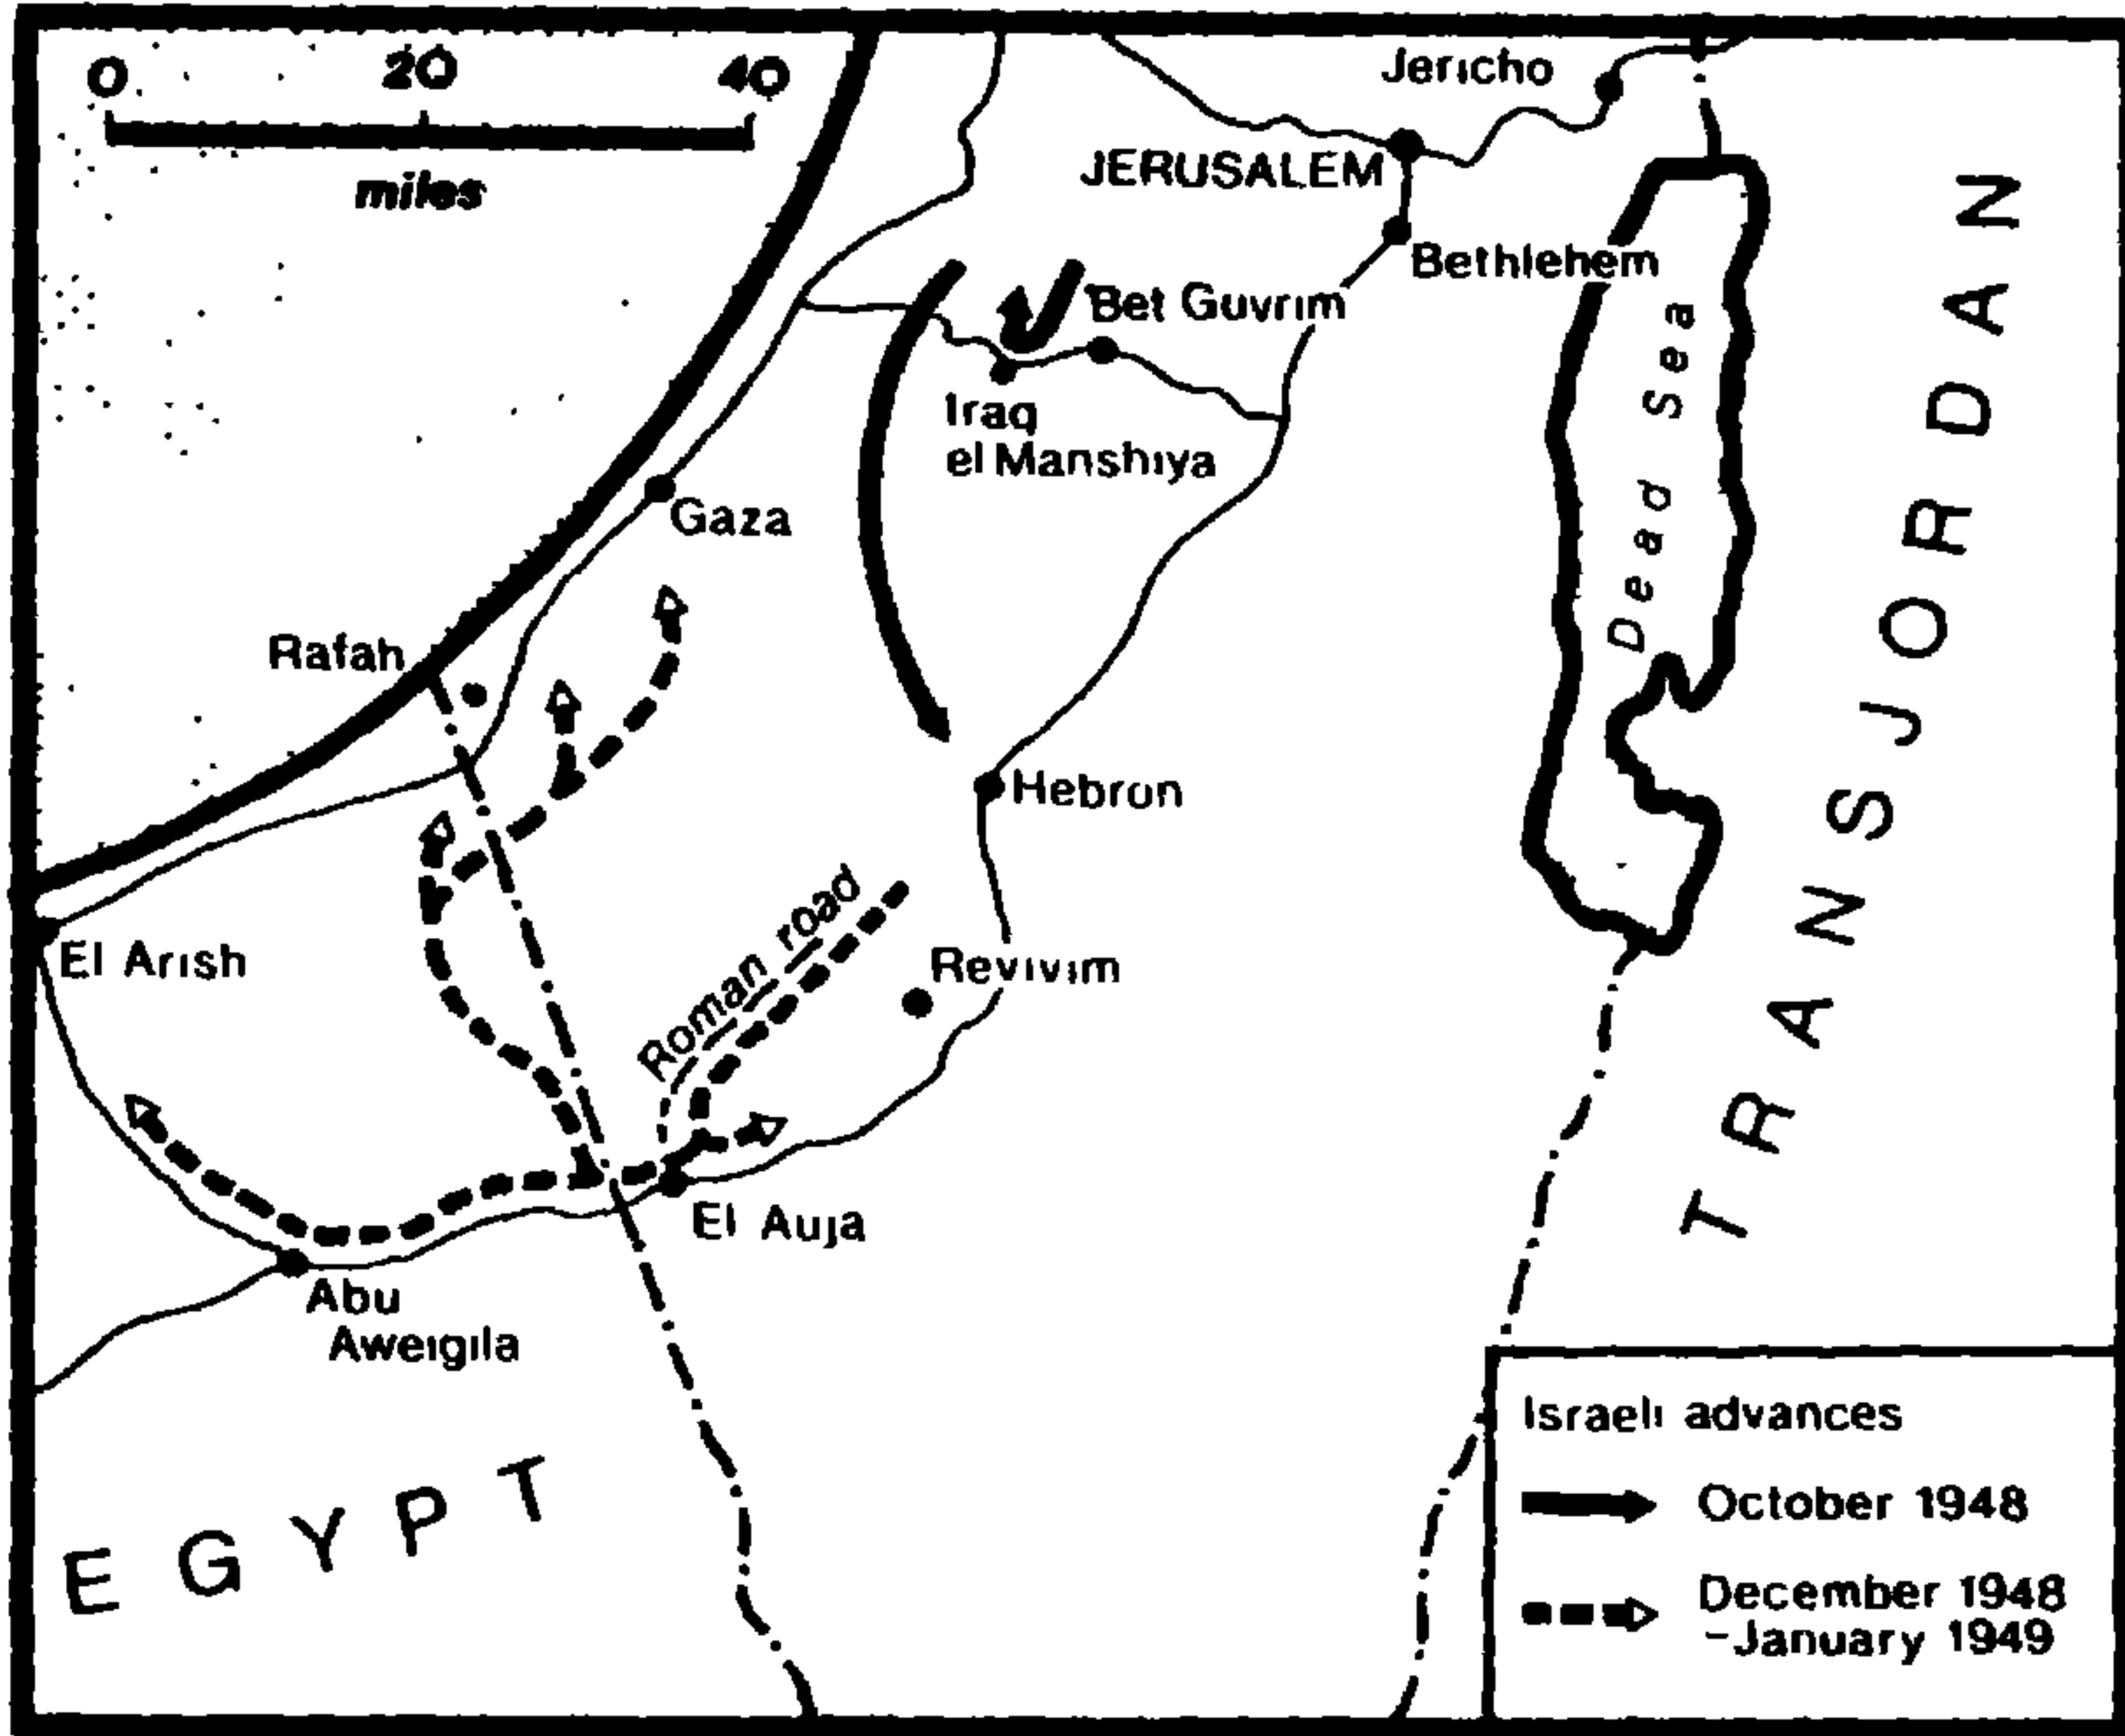 0 20 40
miles
Jericho
JERUSALEM
Bethlehem
Bet Guvrim
Iraq
el Manshiya
Dead Sea
TRANSJORDAN
Gaza
Rafah
Hebron
Roman road
Revivim
El Arish
El Auja
Abu
Aweigila
EGYPT
Israeli advances
October 1948
December 1948
-January 1949